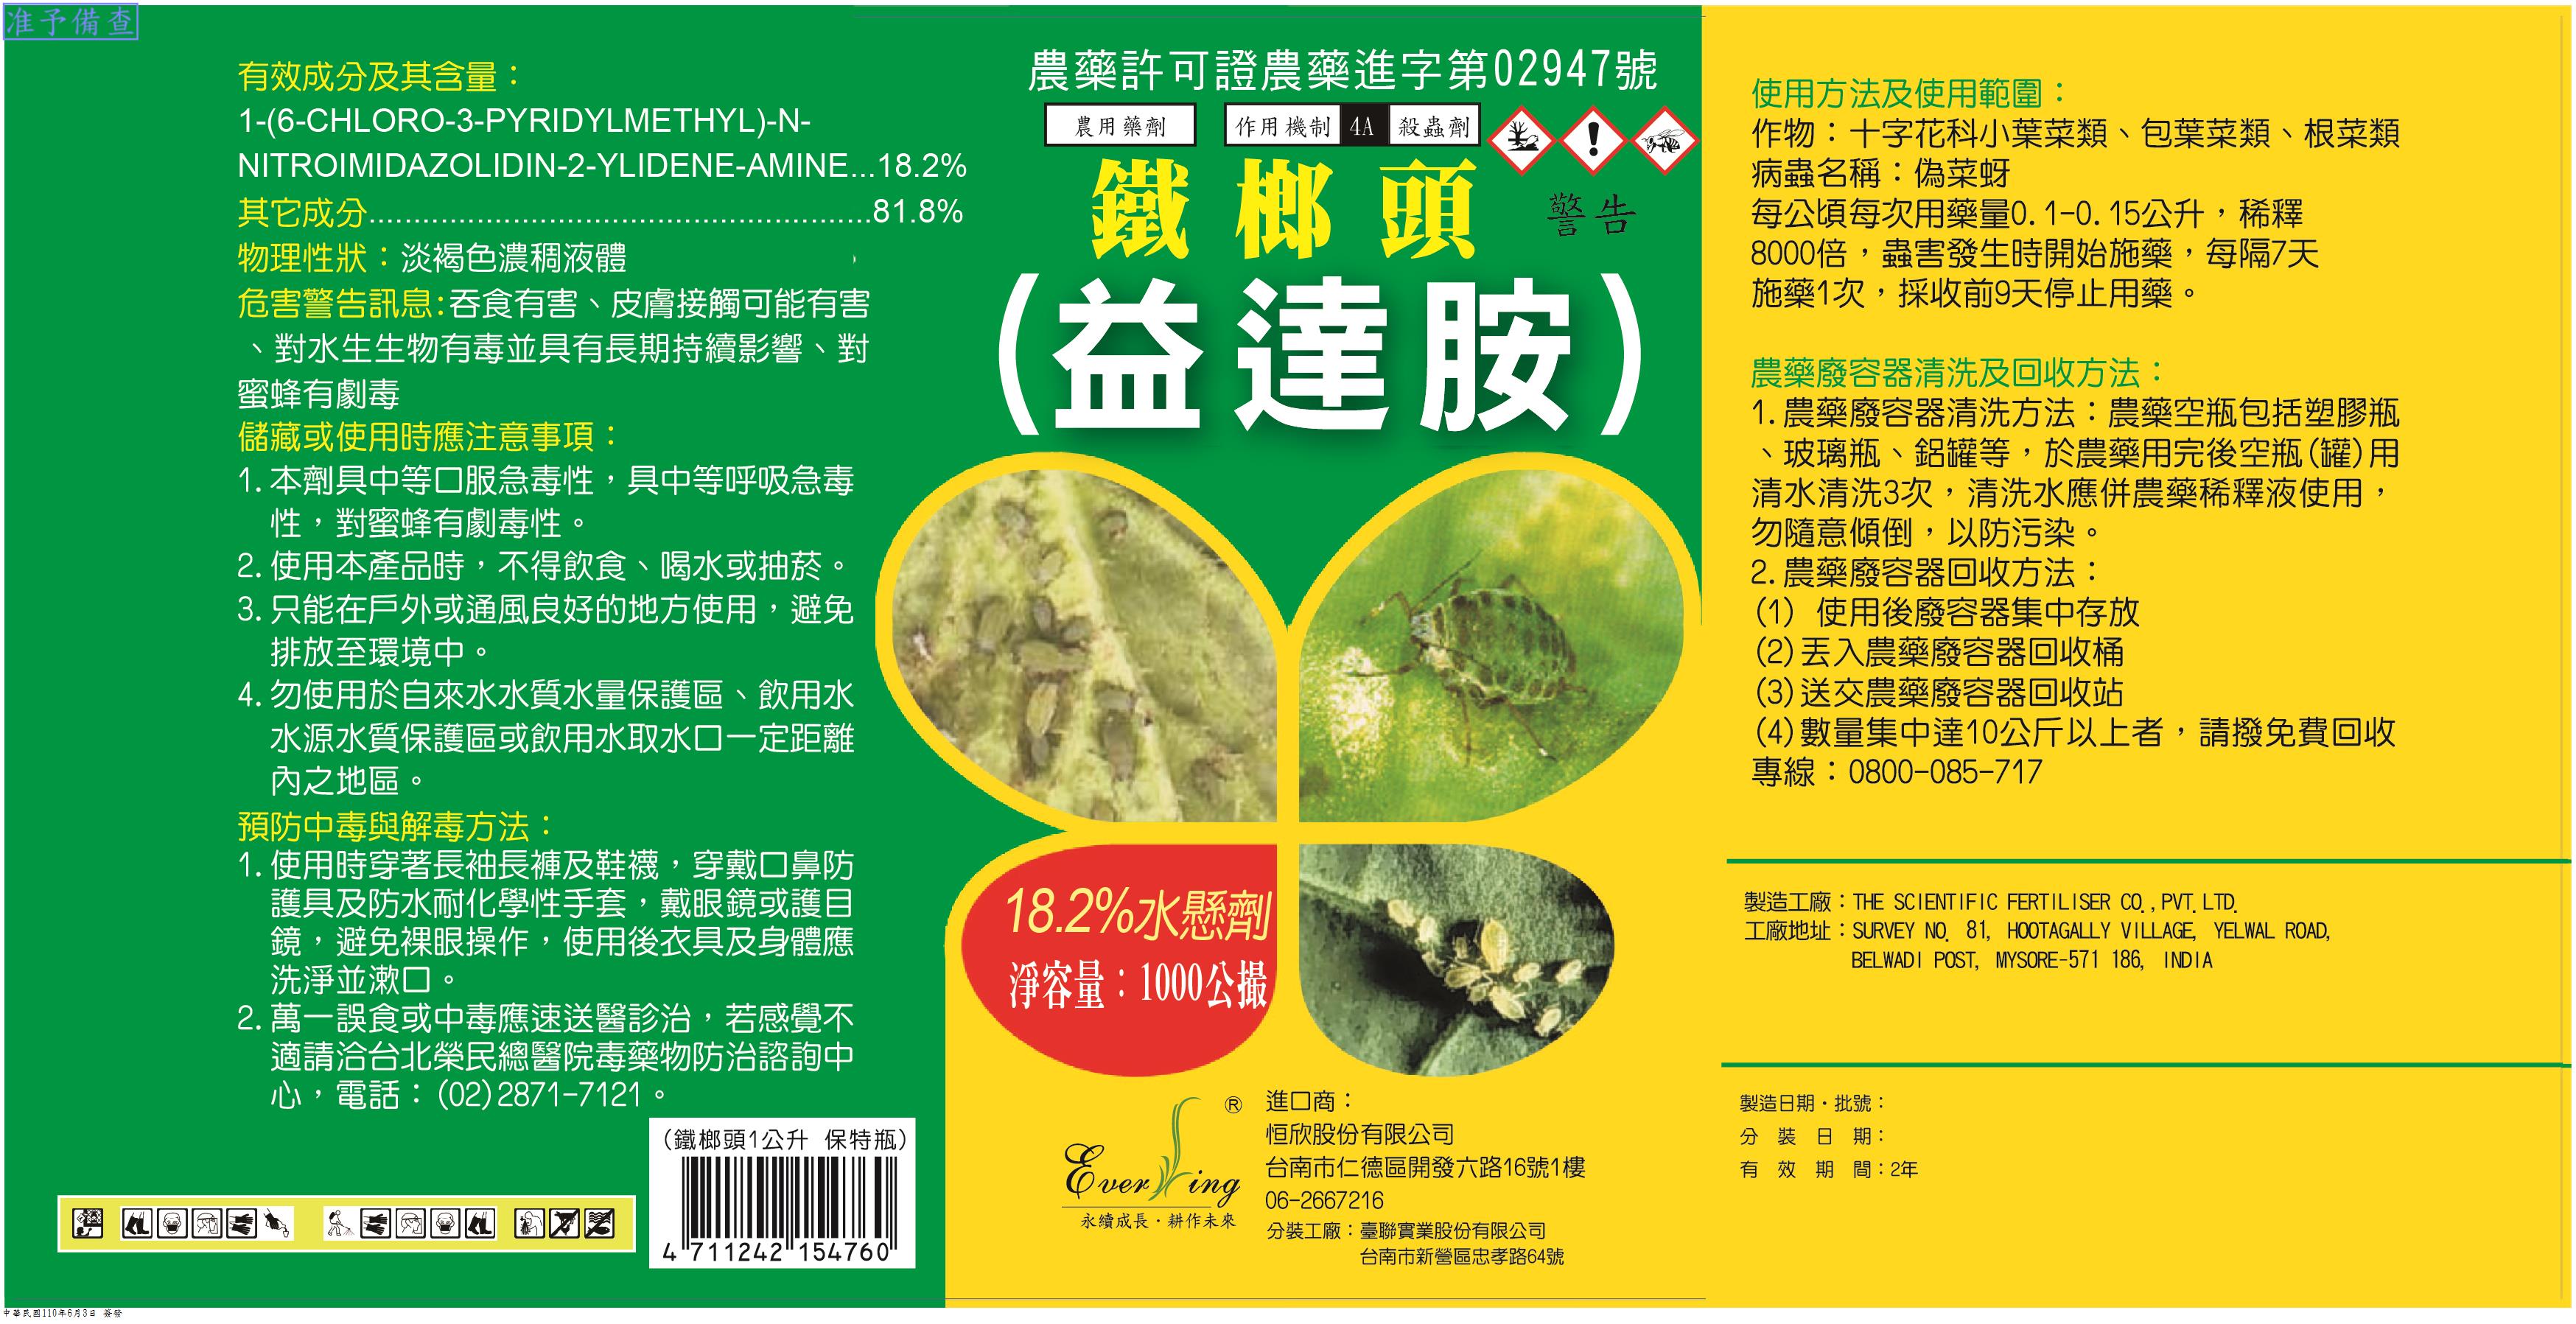 准予備查
有效成分及其含量：
1-(6-CHLORO-3-PYRIDYLMETHYL)-N-
NITROIMIDAZOLIDIN-2-YLIDENE-AMINE...18.2%
其它成分........................................................81.8%
物理性狀：淡褐色濃稠液體
危害警告訊息:吞食有害、皮膚接觸可能有害
、對水生生物有毒並具有長期持續影響、對
蜜蜂有劇毒
儲藏或使用時應注意事項：
1.本劑具中等口服急毒性，具中等呼吸急毒
性，對蜜蜂有劇毒性。
2.使用本產品時，不得飲食、喝水或抽菸。
3.只能在戶外或通風良好的地方使用，避免
排放至環境中。
4.勿使用於自來水水質水量保護區、飲用水
水源水質保護區或飲用水取水口一定距離
內之地區。
預防中毒與解毒方法：
1.使用時穿著長袖長褲及鞋襪，穿戴口鼻防
護具及防水耐化學性手套，戴眼鏡或護目
鏡，避免裸眼操作，使用後衣具及身體應
洗淨並漱口。
2.萬一誤食或中毒應速送醫診治，若感覺不
適請洽台北榮民總醫院毒藥物防治諮詢中
心，電話：(02)2871-7121。
(鐵榔頭1公升 保特瓶)
4 711242 154760
農藥許可證農藥進字第02947號
農用藥劑
作用機制 4A 殺蟲劑
鐵榔頭
警告
(益達胺)
18.2%水懸劑
淨容量：1000公撮
EverXing ®
永續成長·耕作未來
進口商：
恒欣股份有限公司
台南市仁德區開發六路16號1樓
06-2667216
分裝工廠：臺聯實業股份有限公司
台南市新營區忠孝路64號
使用方法及使用範圍：
作物：十字花科小葉菜類、包葉菜類、根菜類
病蟲名稱：偽菜蚜
每公頃每次用藥量0.1-0.15公升，稀釋
8000倍，蟲害發生時開始施藥，每隔7天
施藥1次，採收前9天停止用藥。
農藥廢容器清洗及回收方法：
1.農藥廢容器清洗方法：農藥空瓶包括塑膠瓶
、玻璃瓶、鋁罐等，於農藥用完後空瓶(罐)用
清水清洗3次，清洗水應併農藥稀釋液使用，
勿隨意傾倒，以防污染。
2.農藥廢容器回收方法：
(1) 使用後廢容器集中存放
(2)丟入農藥廢容器回收桶
(3)送交農藥廢容器回收站
(4)數量集中達10公斤以上者，請撥免費回收
專線：0800-085-717
製造工廠：THE SCIENTIFIC FERTILISER CO.,PVT.LTD.
工廠地址：SURVEY NO. 81, HOOTAGALLY VILLAGE, YELWAL ROAD,
BELWADI POST, MYSORE-571 186, INDIA
製造日期·批號：
分裝日期：
有效期間：2年
中華民國110年6月3日 簽發